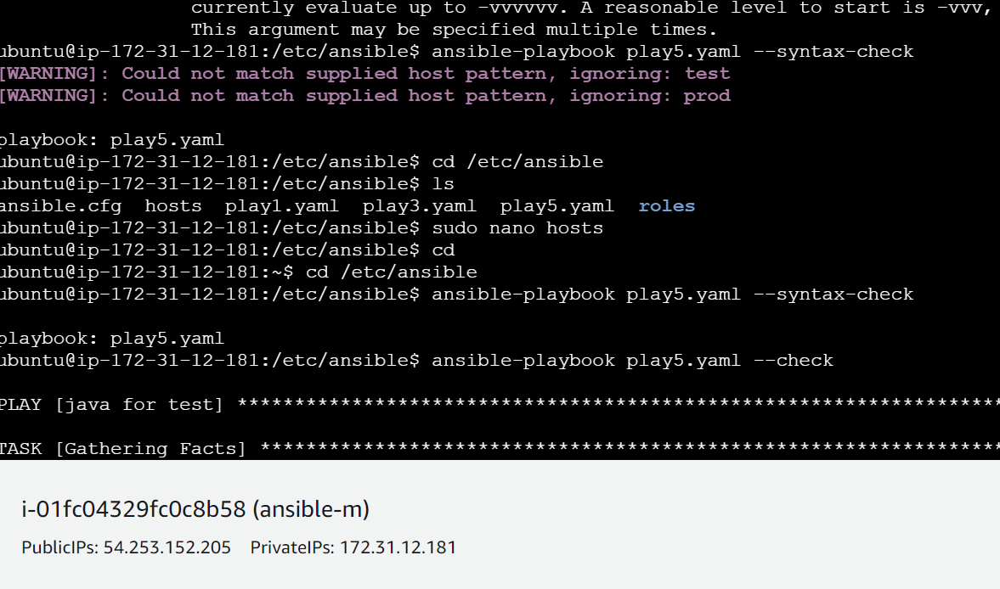 currently evaluate up to -vvvvvv. A reasonable level to start is -vvv,
This argument may be specified multiple times.
ubuntu@ip-172-31-12-181:/etc/ansible$ ansible-playbook play5.yaml --syntax-check
[WARNING]: Could not match supplied host pattern, ignoring: test
[WARNING]: Could not match supplied host pattern, ignoring: prod
playbook: play5.yaml
ubuntu@ip-172-31-12-181:/etc/ansible$ cd /etc/ansible
ubuntu@ip-172-31-12-181:/etc/ansible$ ls
ansible.cfg  hosts  play1.yaml  play3.yaml  play5.yaml  roles
ubuntu@ip-172-31-12-181:/etc/ansible$ sudo nano hosts
ubuntu@ip-172-31-12-181:/etc/ansible$ cd
ubuntu@ip-172-31-12-181:~$ cd /etc/ansible
ubuntu@ip-172-31-12-181:/etc/ansible$ ansible-playbook play5.yaml --syntax-check
playbook: play5.yaml
ubuntu@ip-172-31-12-181:/etc/ansible$ ansible-playbook play5.yaml --check
PLAY [java for test] *******************************************************************
TASK [Gathering Facts] *****************************************************************
i-01fc04329fc0c8b58 (ansible-m)
PublicIPs: 54.253.152.205    PrivateIPs: 172.31.12.181